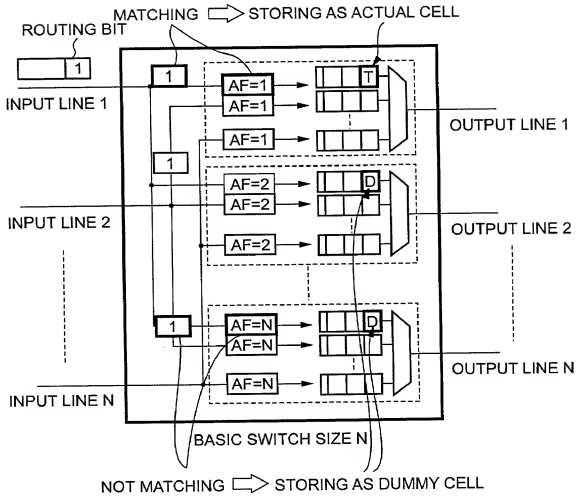 MATCHING ⇨ STORING AS ACTUAL CELL
ROUTING BIT
1
1
INPUT LINE 1
AF=1
T
AF=1
AF=1
OUTPUT LINE 1
1
AF=2
D
INPUT LINE 2
AF=2
OUTPUT LINE 2
AF=2
1
AF=N
D
AF=N
OUTPUT LINE N
INPUT LINE N
AF=N
BASIC SWITCH SIZE N
NOT MATCHING ⇨ STORING AS DUMMY CELL